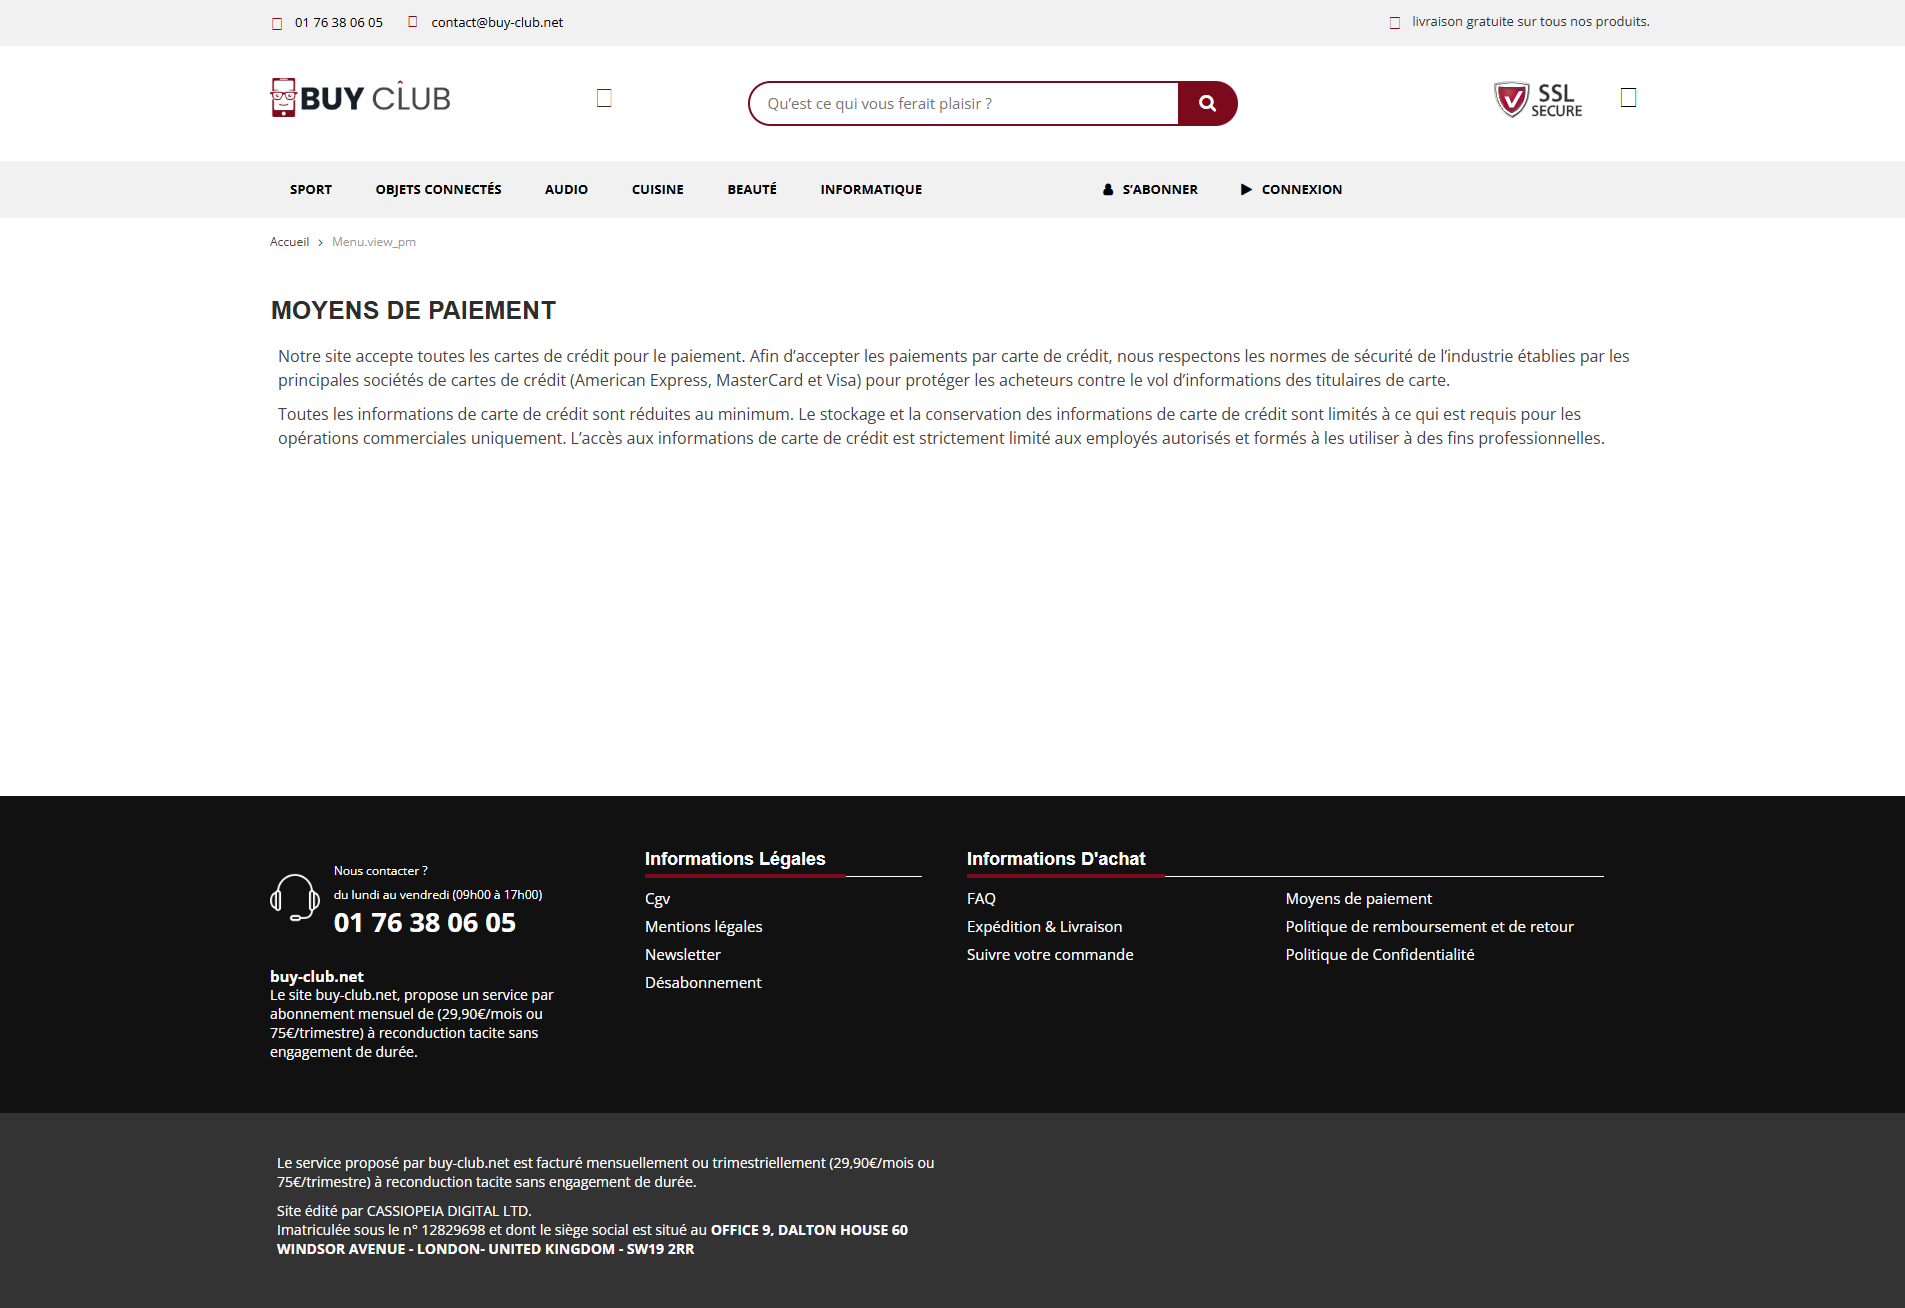 01 76 38 06 05 contact@buy-club.net livraison gratuite sur tous nos produits.
BUY CLUB
Qu’est ce qui vous ferait plaisir ?
SSL
SECURE
SPORT OBJETS CONNECTÉS AUDIO CUISINE BEAUTÉ INFORMATIQUE S’ABONNER CONNEXION
Accueil > Menu.view_pm
MOYENS DE PAIEMENT
Notre site accepte toutes les cartes de crédit pour le paiement. Afin d’accepter les paiements par carte de crédit, nous respectons les normes de sécurité de l’industrie établies par les
principales sociétés de cartes de crédit (American Express, MasterCard et Visa) pour protéger les acheteurs contre le vol d’informations des titulaires de carte.
Toutes les informations de carte de crédit sont réduites au minimum. Le stockage et la conservation des informations de carte de crédit sont limités à ce qui est requis pour les
opérations commerciales uniquement. L’accès aux informations de carte de crédit est strictement limité aux employés autorisés et formés à les utiliser à des fins professionnelles.
Nous contacter ?
du lundi au vendredi (09h00 à 17h00)
01 76 38 06 05
buy-club.net
Le site buy-club.net, propose un service par
abonnement mensuel de (29,90€/mois ou
75€/trimestre) à reconduction tacite sans
engagement de durée.
Informations Légales
Cgv
Mentions légales
Newsletter
Désabonnement
Informations D'achat
FAQ
Expédition & Livraison
Suivre votre commande
Moyens de paiement
Politique de remboursement et de retour
Politique de Confidentialité
Le service proposé par buy-club.net est facturé mensuellement ou trimestriellement (29,90€/mois ou
75€/trimestre) à reconduction tacite sans engagement de durée.
Site édité par CASSIOPEIA DIGITAL LTD.
Imatriculée sous le n° 12829698 et dont le siège social est situé au OFFICE 9, DALTON HOUSE 60
WINDSOR AVENUE - LONDON- UNITED KINGDOM - SW19 2RR